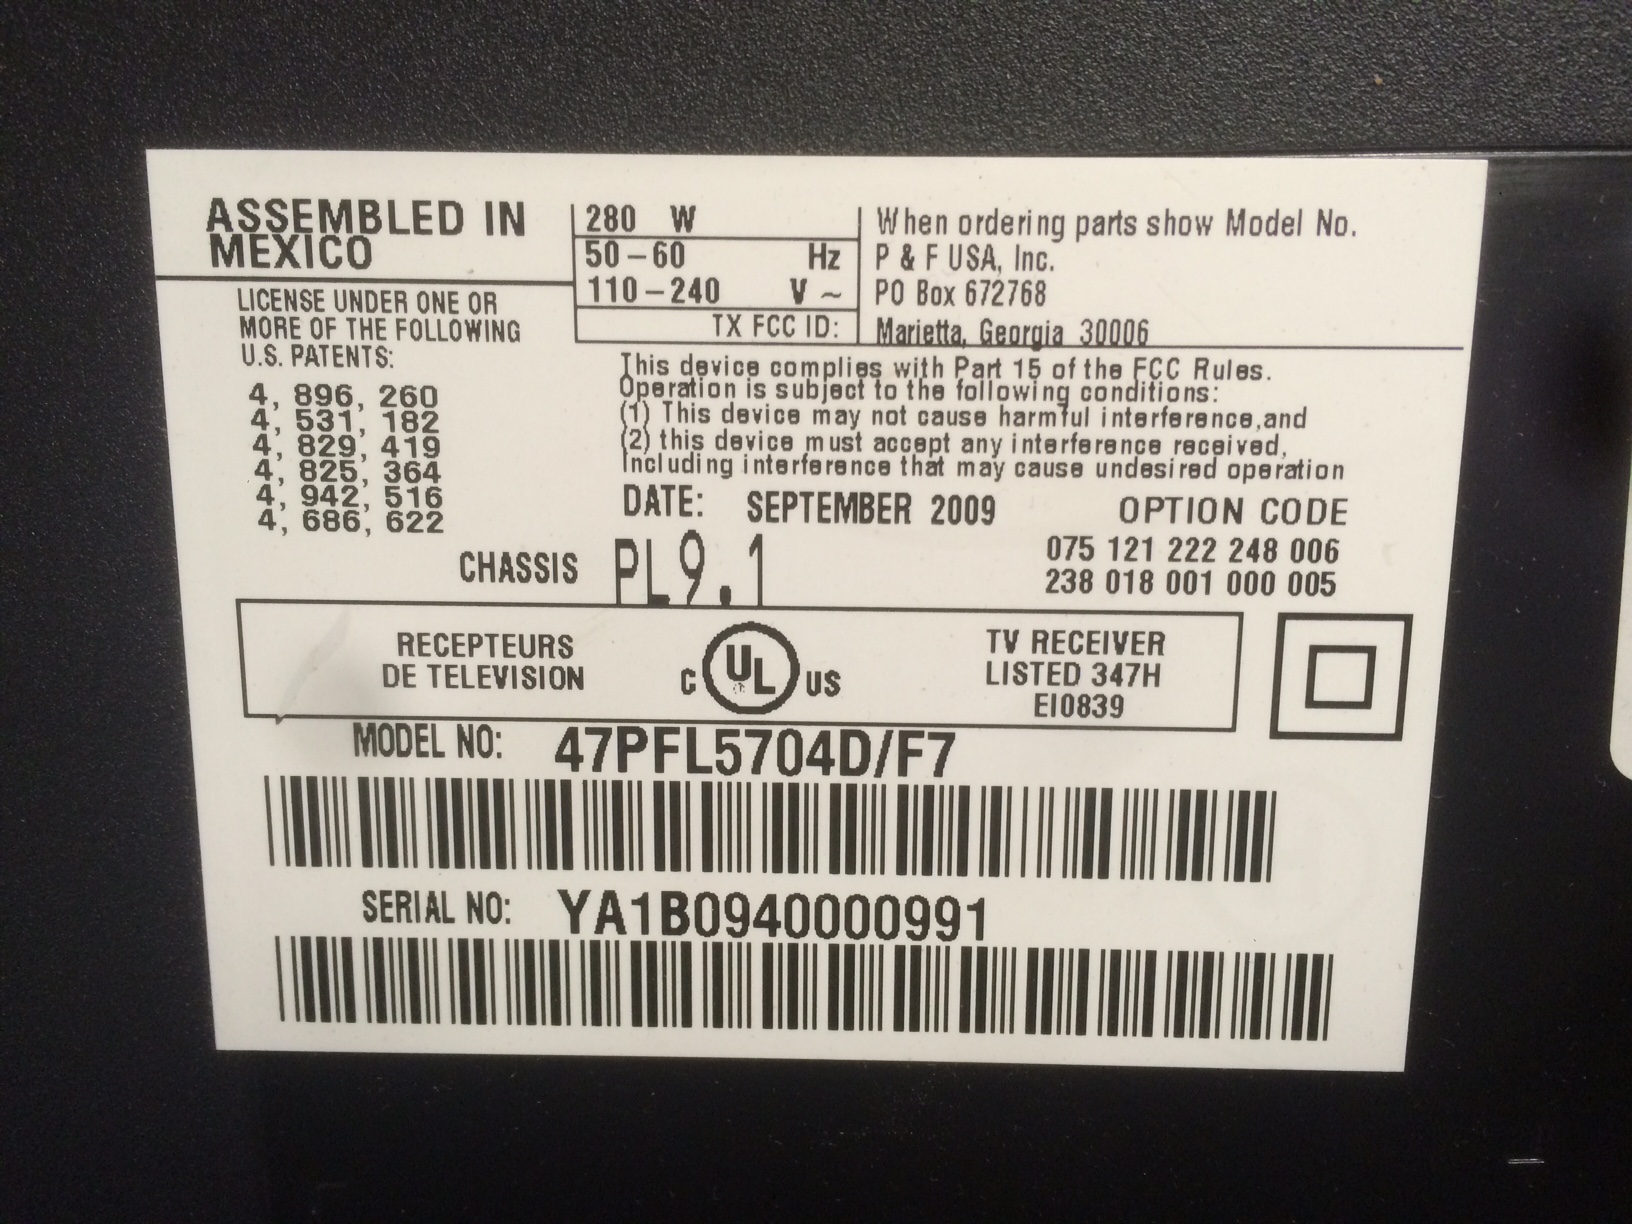 ASSEMBLED IN
MEXICO
280 W
50-60 Hz
110-240 V ~
TX FCC ID:
When ordering parts show Model No.
P & F USA, Inc.
PO Box 672768
Marietta, Georgia 30006
LICENSE UNDER ONE OR
MORE OF THE FOLLOWING
U.S. PATENTS:
4, 896, 260
4, 531, 182
4, 829, 419
4, 825, 364
4, 942, 516
4, 686, 622
This device complies with Part 15 of the FCC Rules.
Operation is subject to the following conditions:
(1) This device may not cause harmful interference,and
(2) this device must accept any interference received,
Including interference that may cause undesired operation
DATE: SEPTEMBER 2009
OPTION CODE
075 121 222 248 006
238 018 001 000 005
CHASSIS PL9.1
RECEPTEURS
DE TELEVISION
C UL US
TV RECEIVER
LISTED 347H
EI0839
MODEL NO: 47PFL5704D/F7
SERIAL NO: YA1B0940000991